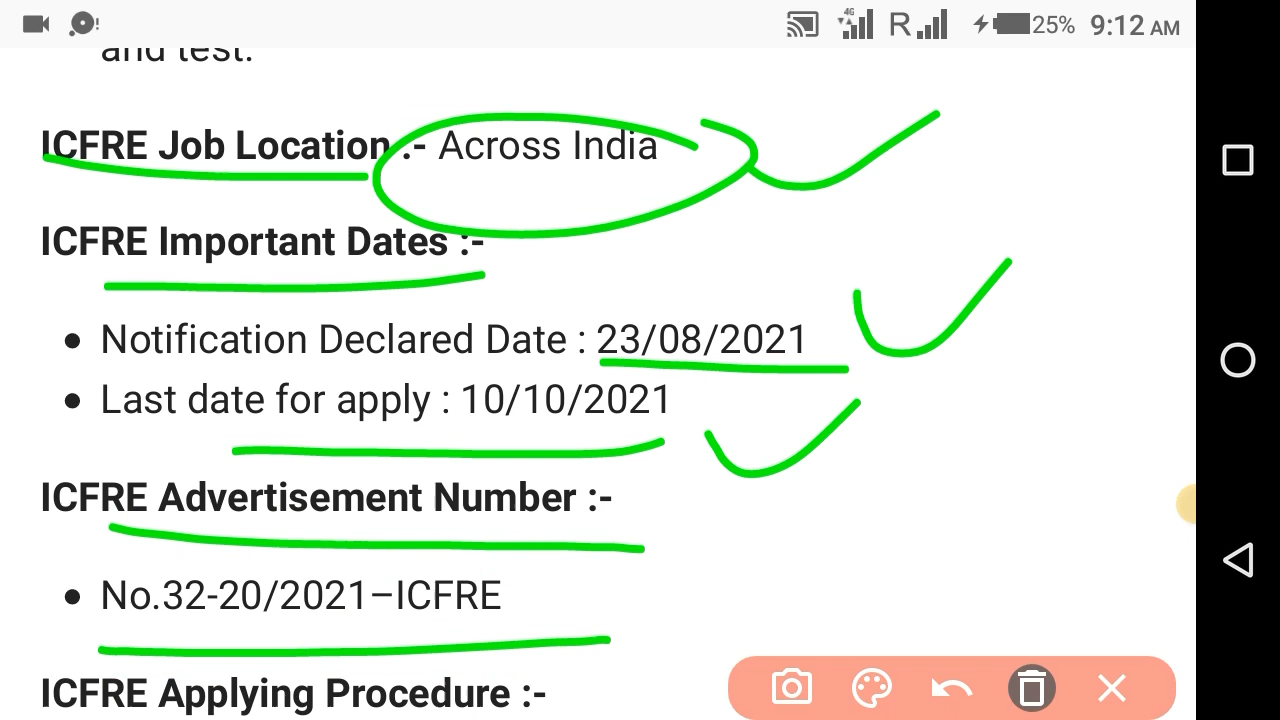 4G R 25% 9:12 AM
and test.
ICFRE Job Location :- Across India
ICFRE Important Dates :-
• Notification Declared Date : 23/08/2021
• Last date for apply : 10/10/2021
ICFRE Advertisement Number :-
• No.32-20/2021–ICFRE
ICFRE Applying Procedure :-